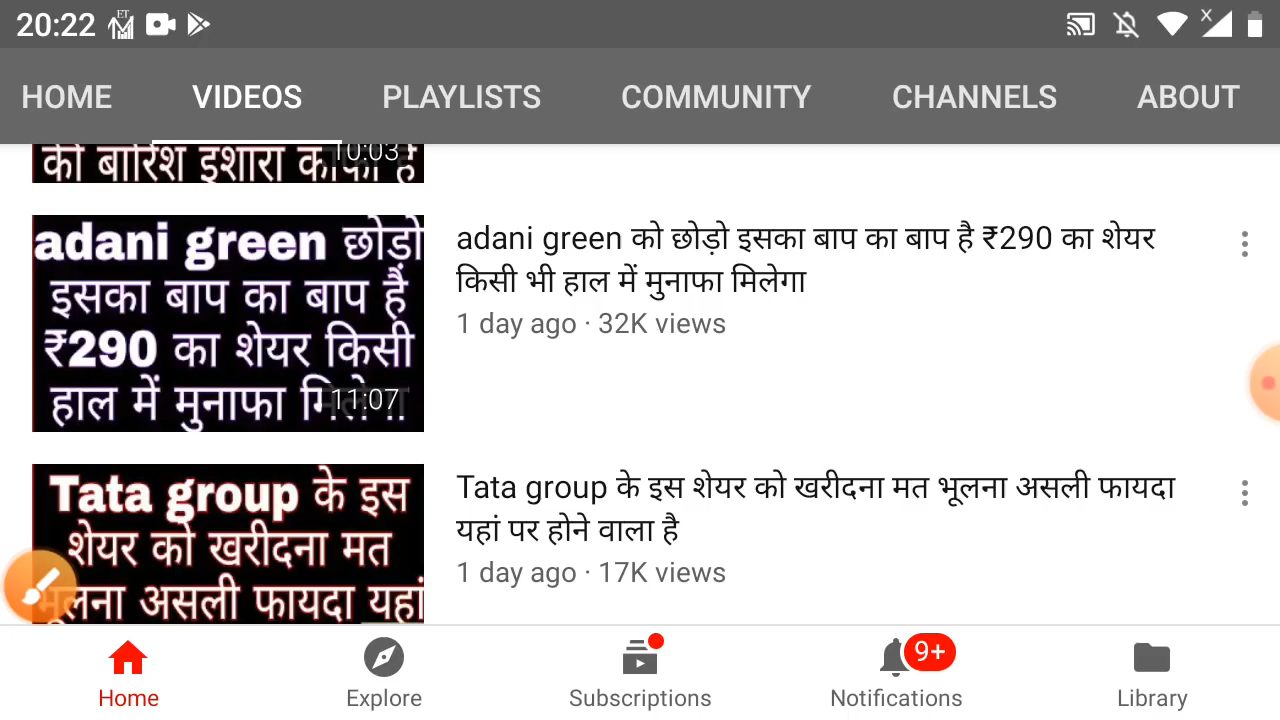 20:22
HOME VIDEOS PLAYLISTS COMMUNITY CHANNELS ABOUT
की बारिश इशारा काफी है
10:03
adani green छोड़ो
इसका बाप का बाप हैं
₹290 का शेयर किसी
हाल में मुनाफा
11:07
adani green को छोड़ो इसका बाप का बाप है ₹290 का शेयर
किसी भी हाल में मुनाफा मिलेगा
1 day ago · 32K views
Tata group के इस
शेयर को खरीदना मत
भूलना असली फायदा यहां
Tata group के इस शेयर को खरीदना मत भूलना असली फायदा
यहां पर होने वाला है
1 day ago · 17K views
9+
Home Explore Subscriptions Notifications Library